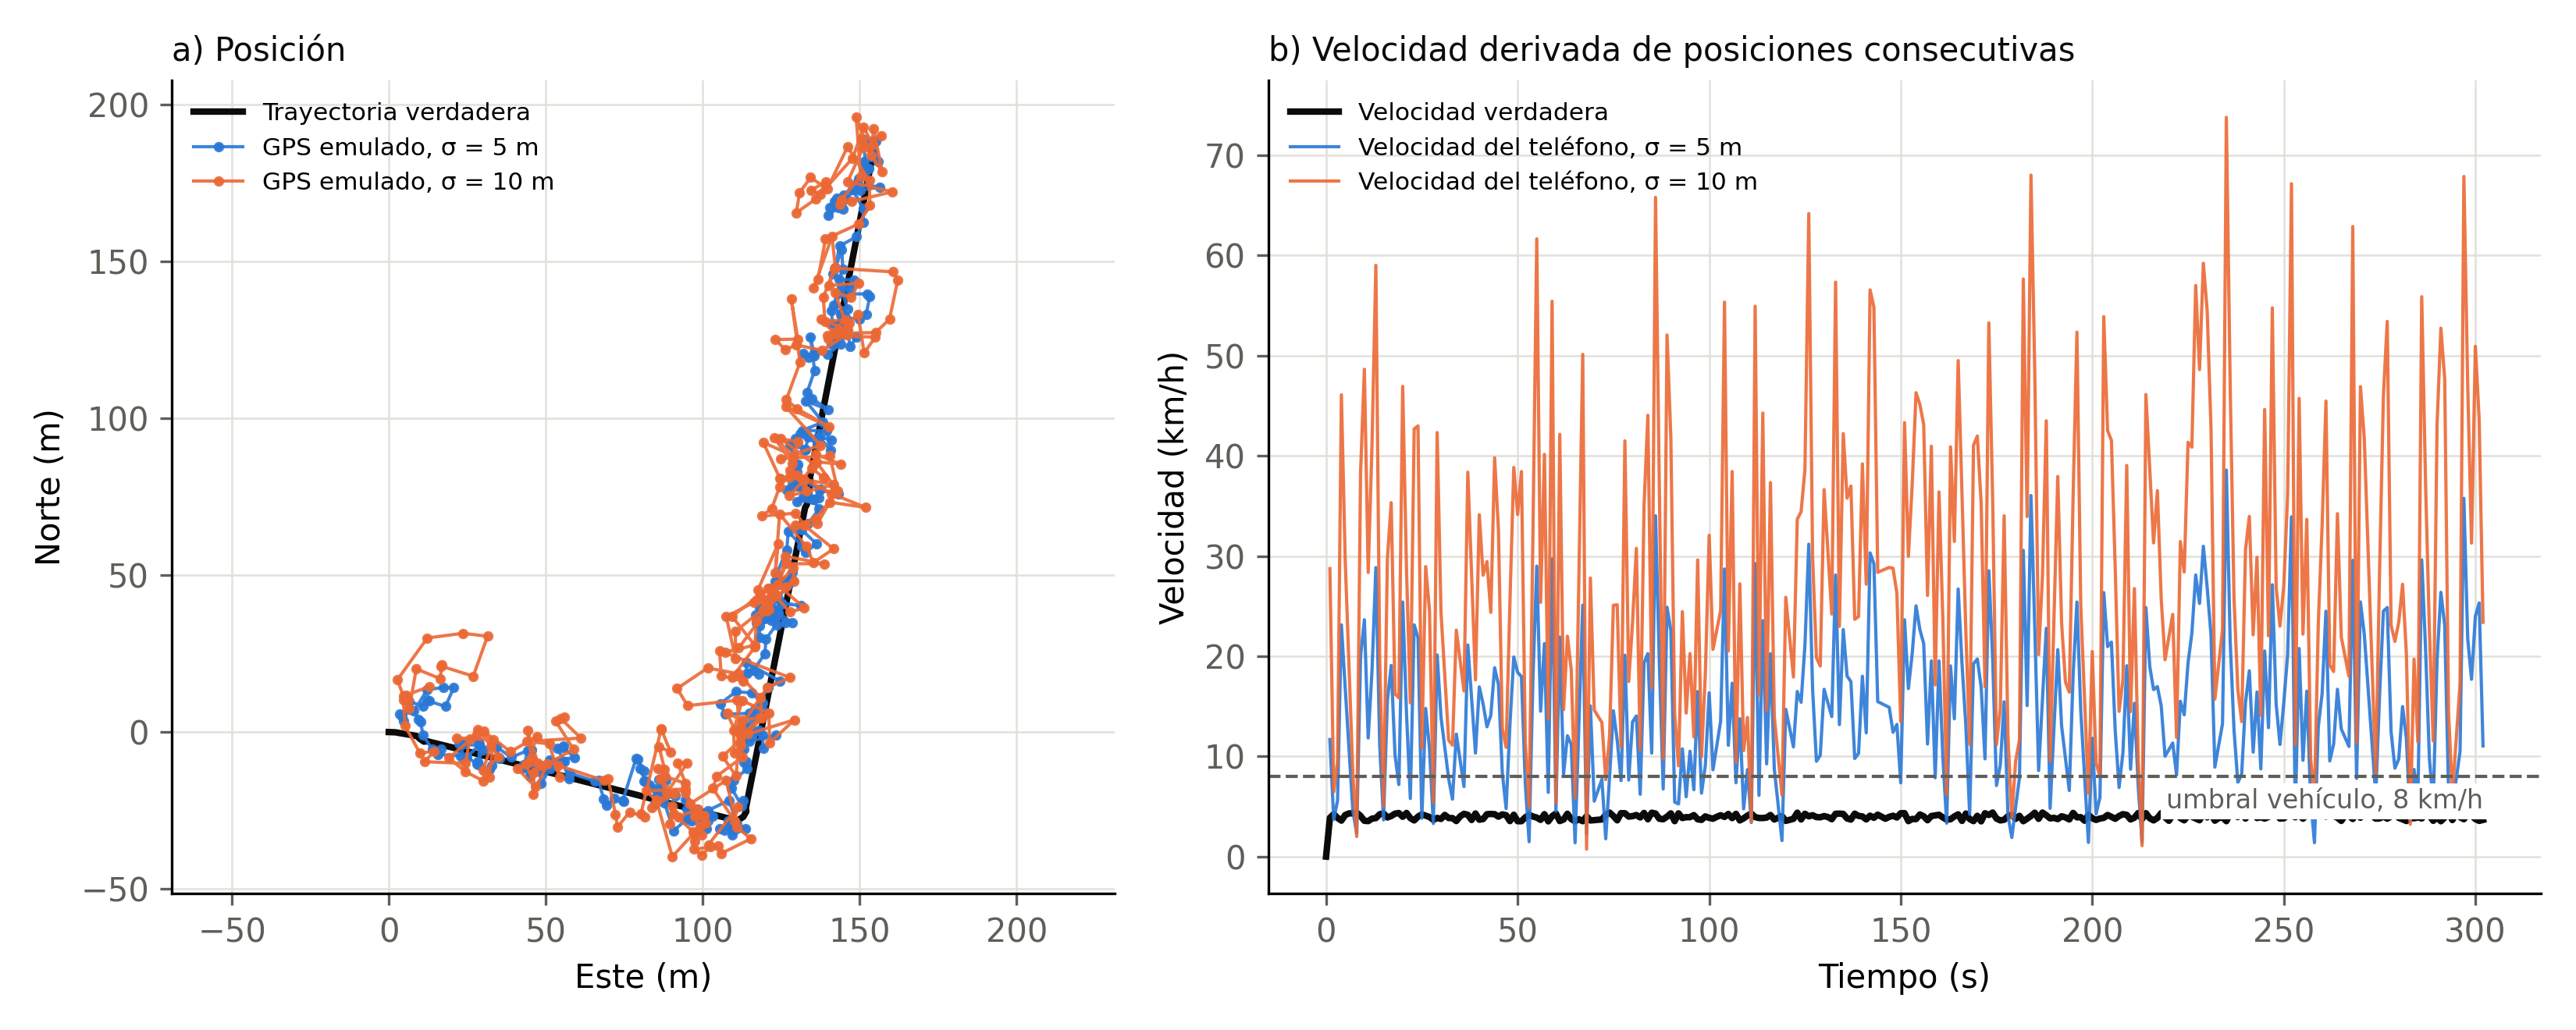 a) Posición
Trayectoria verdadera
GPS emulado, σ = 5 m
GPS emulado, σ = 10 m
200
150
100
50
0
−50
Norte (m)
−50
0
50
100
150
200
Este (m)
b) Velocidad derivada de posiciones consecutivas
Velocidad verdadera
Velocidad del teléfono, σ = 5 m
Velocidad del teléfono, σ = 10 m
70
60
50
40
30
20
10
0
Velocidad (km/h)
umbral vehículo, 8 km/h
0
50
100
150
200
250
300
Tiempo (s)